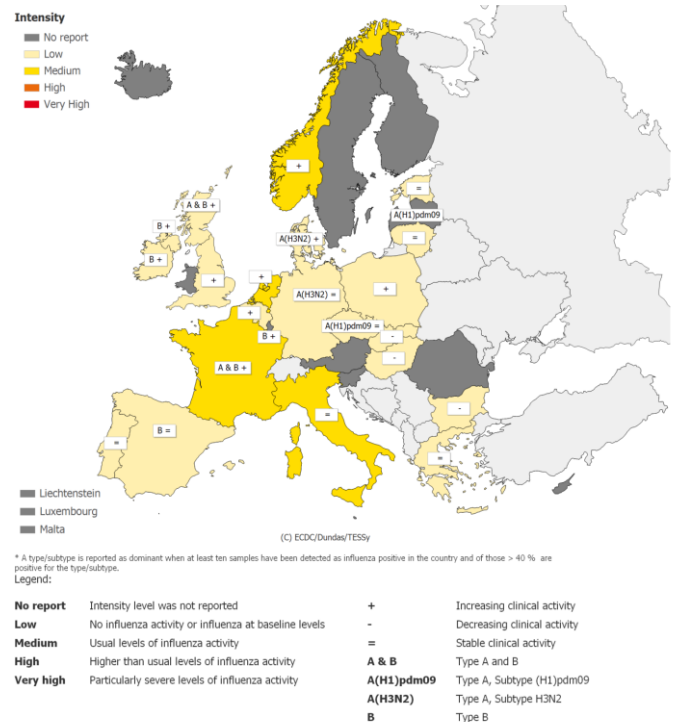 Intensity
No report
Low
Medium
High
Very High
A & B +
B +
B +
+
+
=
A(H1)pdm09
=
A(H3N2) +
+
+
A(H3N2) =
+
A(H1)pdm09 =
B +
-
-
A & B +
=
-
=
B =
=
Liechtenstein
Luxembourg
Malta
(C) ECDC/Dundas/TESSy
* A type/subtype is reported as dominant when at least ten samples have been detected as influenza positive in the country and of those > 40 % are
positive for the type/subtype.
Legend:
No report Intensity level was not reported + Increasing clinical activity
Low No influenza activity or influenza at baseline levels - Decreasing clinical activity
Medium Usual levels of influenza activity = Stable clinical activity
High Higher than usual levels of influenza activity A & B Type A and B
Very high Particularly severe levels of influenza activity A(H1)pdm09 Type A, Subtype (H1)pdm09
A(H3N2) Type A, Subtype H3N2
B Type B